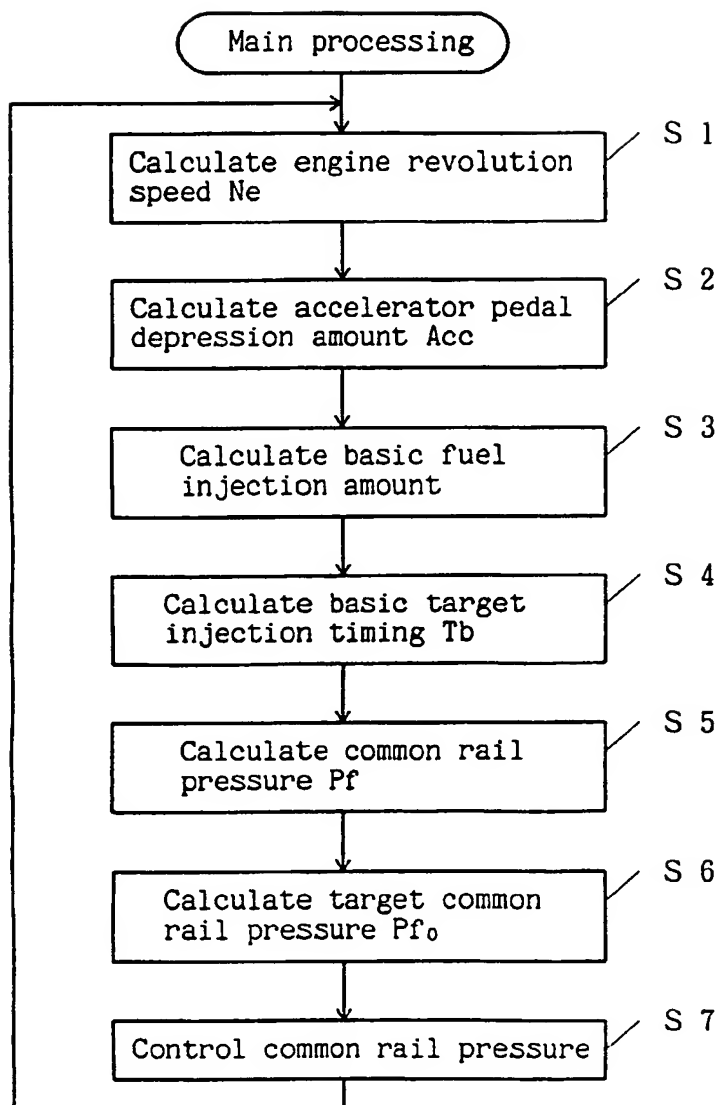 Main processing
S 1
Calculate engine revolution
speed Ne
S 2
Calculate accelerator pedal
depression amount Acc
S 3
Calculate basic fuel
injection amount
S 4
Calculate basic target
injection timing Tb
S 5
Calculate common rail
pressure Pf
S 6
Calculate target common
rail pressure Pf₀
S 7
Control common rail pressure